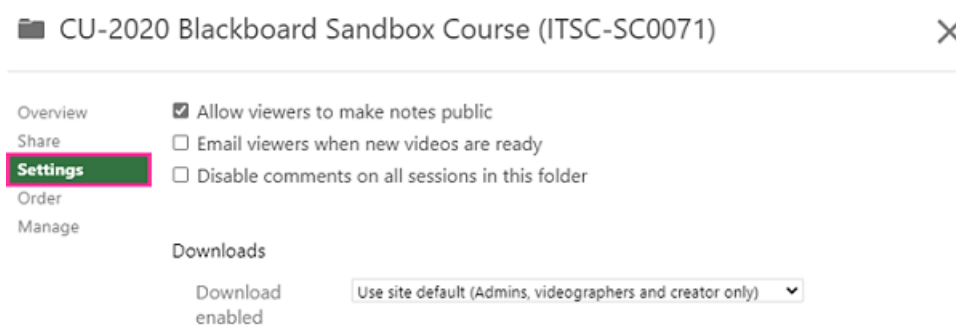 CU-2020 Blackboard Sandbox Course (ITSC-SC0071)
Overview
Share
Settings
Order
Manage
Allow viewers to make notes public
Email viewers when new videos are ready
Disable comments on all sessions in this folder
Downloads
Download
enabled
Use site default (Admins, videographers and creator only)